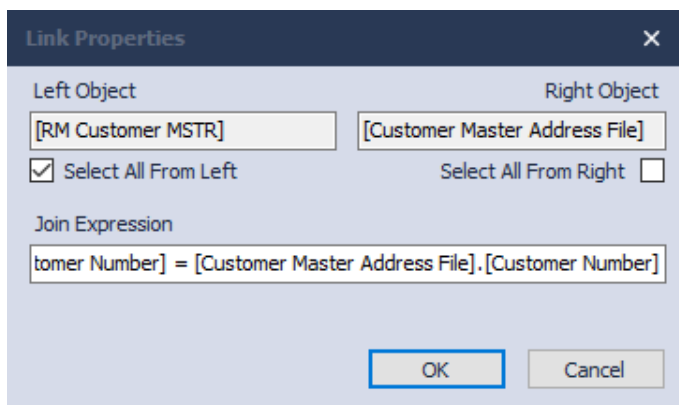 Link Properties
Left Object Right Object
[RM Customer MSTR] [Customer Master Address File]
Select All From Left Select All From Right
Join Expression
tomer Number] = [Customer Master Address File].[Customer Number]
OK Cancel